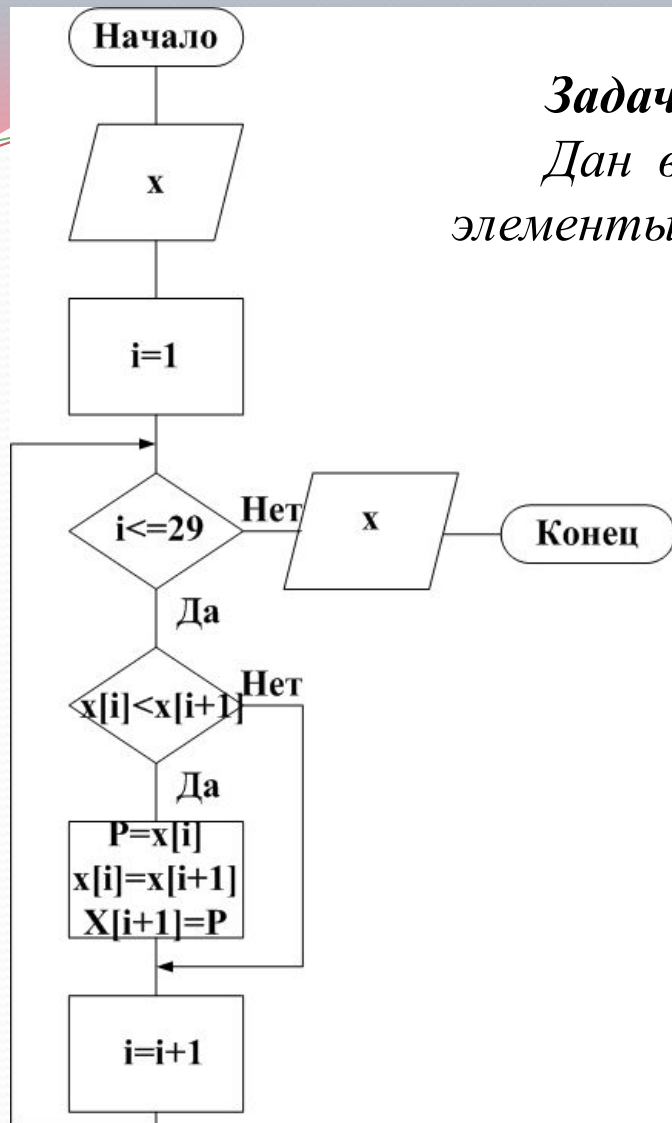 Начало
Задач
Дан в
элементы
x
i=1
i<=29
Нет
x
Конец
Да
x[i]<x[i+1]
Нет
Да
P=x[i]
x[i]=x[i+1]
X[i+1]=P
i=i+1